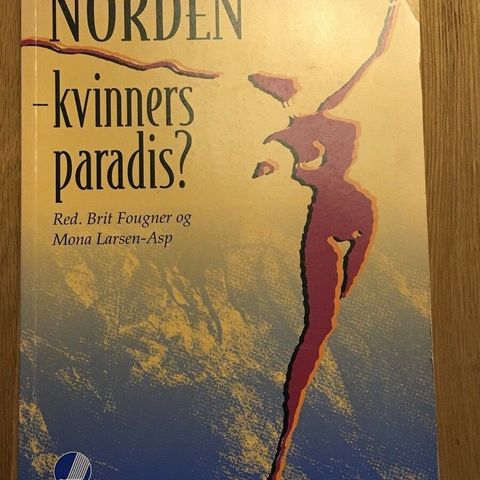 NORDEN
–kvinners
paradis?
Red. Brit Fougner og
Mona Larsen-Asp